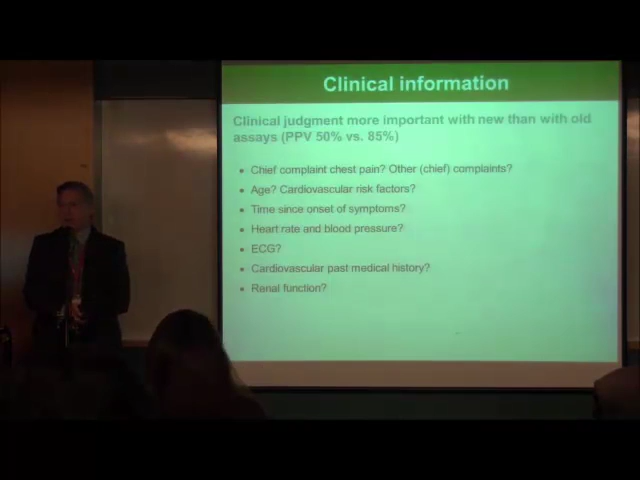 Clinical information
Clinical judgment more important with new than with old
assays (PPV 50% vs. 85%)
• Chief complaint chest pain? Other (chief) complaints?
• Age? Cardiovascular risk factors?
• Time since onset of symptoms?
• Heart rate and blood pressure?
• ECG?
• Cardiovascular past medical history?
• Renal function?